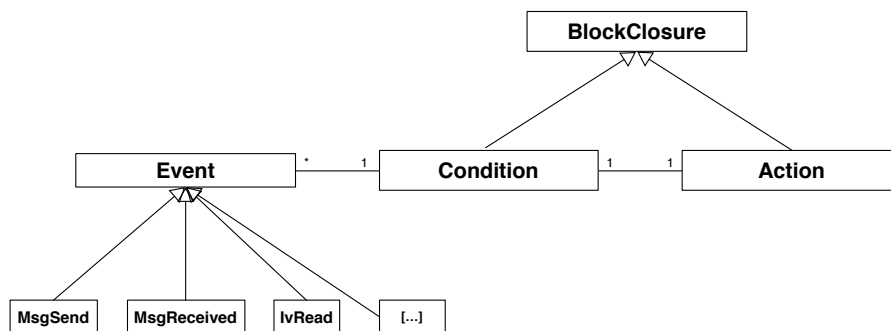 BlockClosure
* 1 1 1
Event Condition Action
MsgSend MsgReceived IvRead [...]